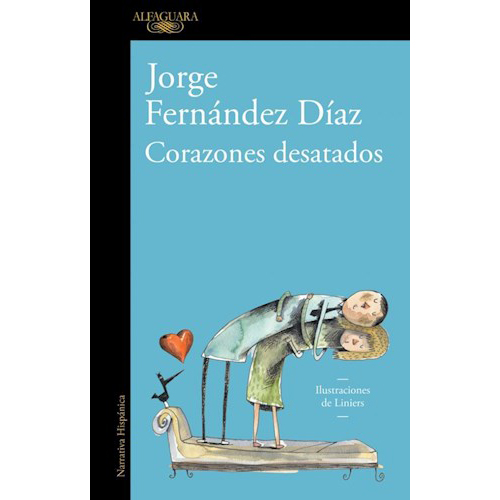 ALFAGUARA
Jorge
Fernández Díaz
Corazones desatados
Ilustraciones
de Liniers
Narrativa Hispánica